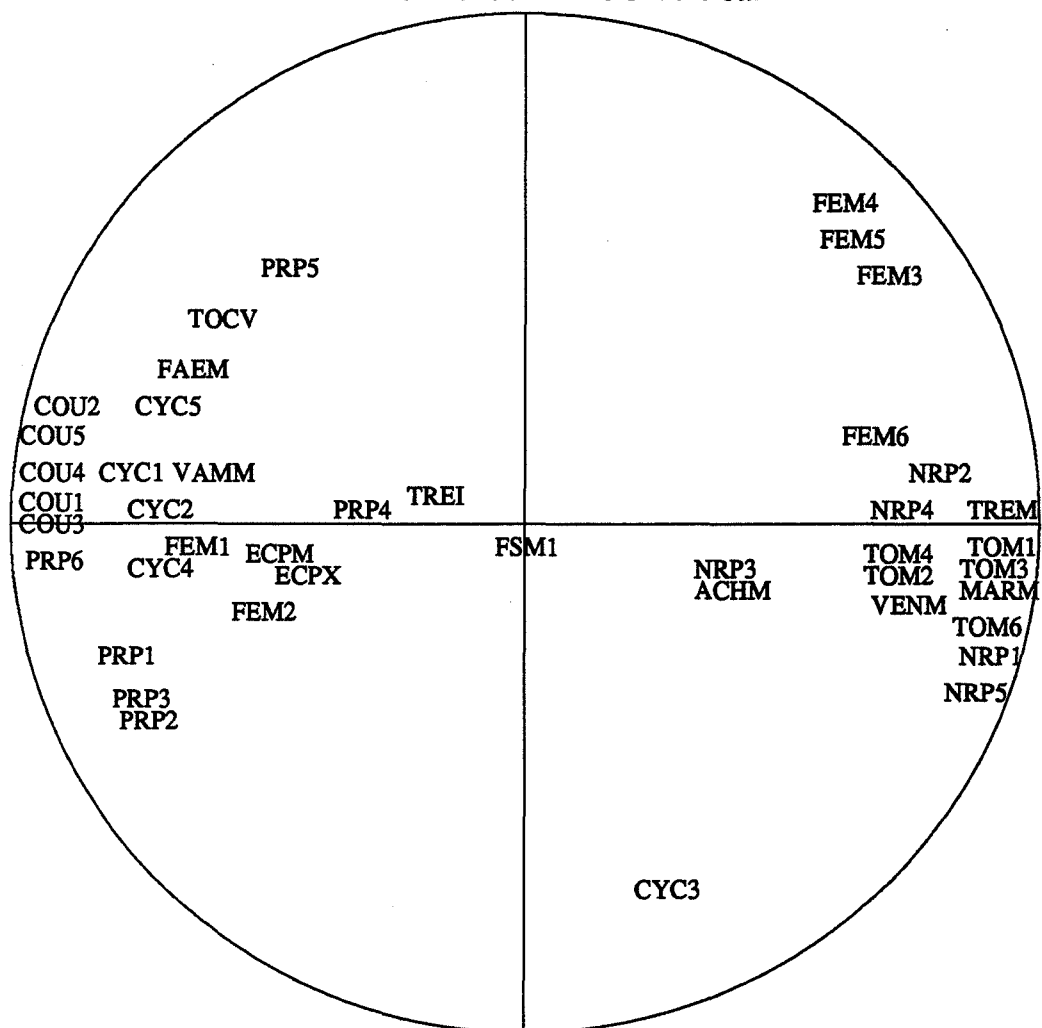 FEM4
FEM5
PRP5 FEM3
TOCV
FAEM
COU2 CYC5
COU5 FEM6
COU4 CYC1 VAMM NRP2
TREI
COU1 CYC2 PRP4 NRP4 TREM
COU3
FEM1 ECPM FSM1 TOM4 TOM1
PRP6 CYC4 ECPX NRP3 TOM2 TOM3
ACHM MARM
FEM2 VENM
TOM6
PRP1 NRP1
PRP3 NRP5
PRP2
CYC3